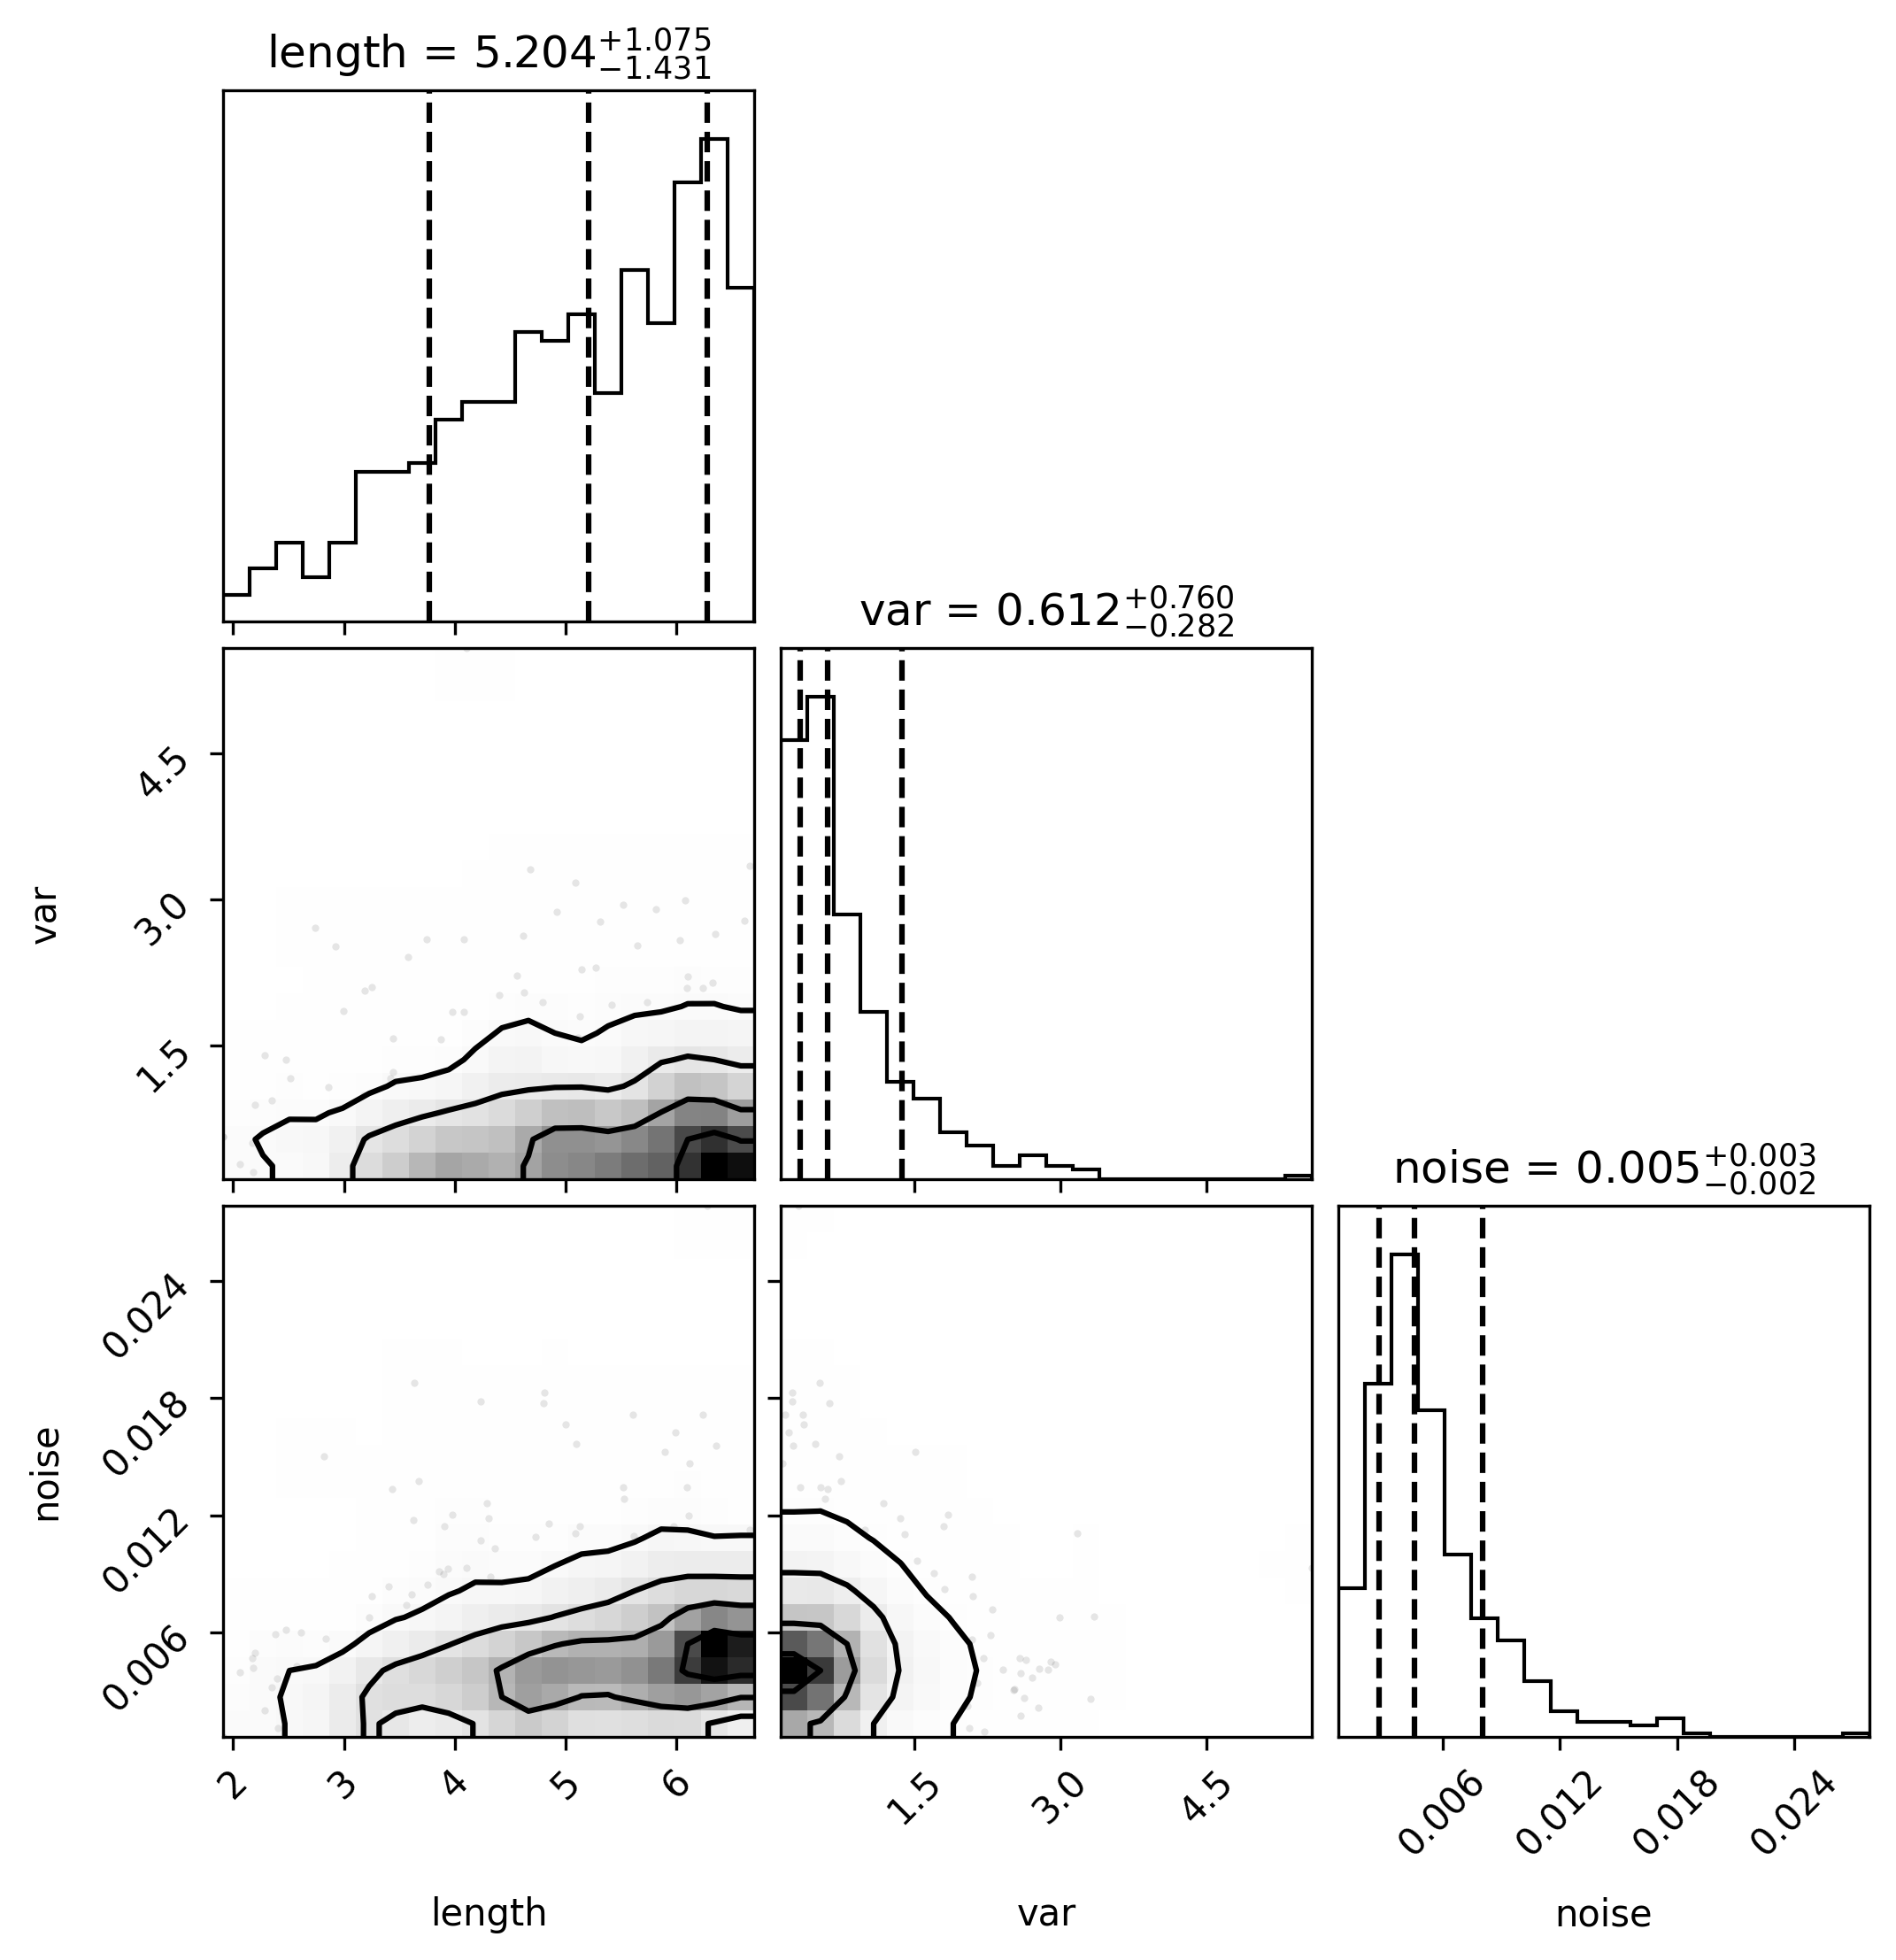 length = 5.204 +1.075 −1.431
var = 0.612 +0.760 −0.282
4.5
3.0
1.5
var
noise = 0.005 +0.003 −0.002
0.024
0.018
0.012
0.006
noise
2 3 4 5 6
1.5 3.0 4.5
0.006 0.012 0.018 0.024
length
var
noise